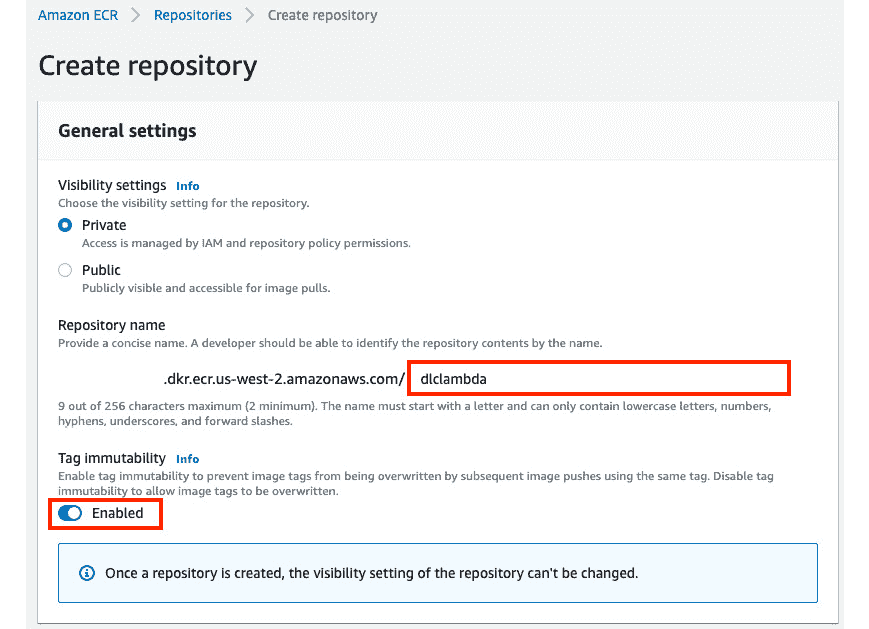 Amazon ECR > Repositories > Create repository
Create repository
General settings
Visibility settings Info
Choose the visibility setting for the repository.
Private
Access is managed by IAM and repository policy permissions.
Public
Publicly visible and accessible for image pulls.
Repository name
Provide a concise name. A developer should be able to identify the repository contents by the name.
.dkr.ecr.us-west-2.amazonaws.com/ dlclambda
9 out of 256 characters maximum (2 minimum). The name must start with a letter and can only contain lowercase letters, numbers,
hyphens, underscores, and forward slashes.
Tag immutability Info
Enable tag immutability to prevent image tags from being overwritten by subsequent image pushes using the same tag. Disable tag
immutability to allow image tags to be overwritten.
Enabled
Once a repository is created, the visibility setting of the repository can't be changed.